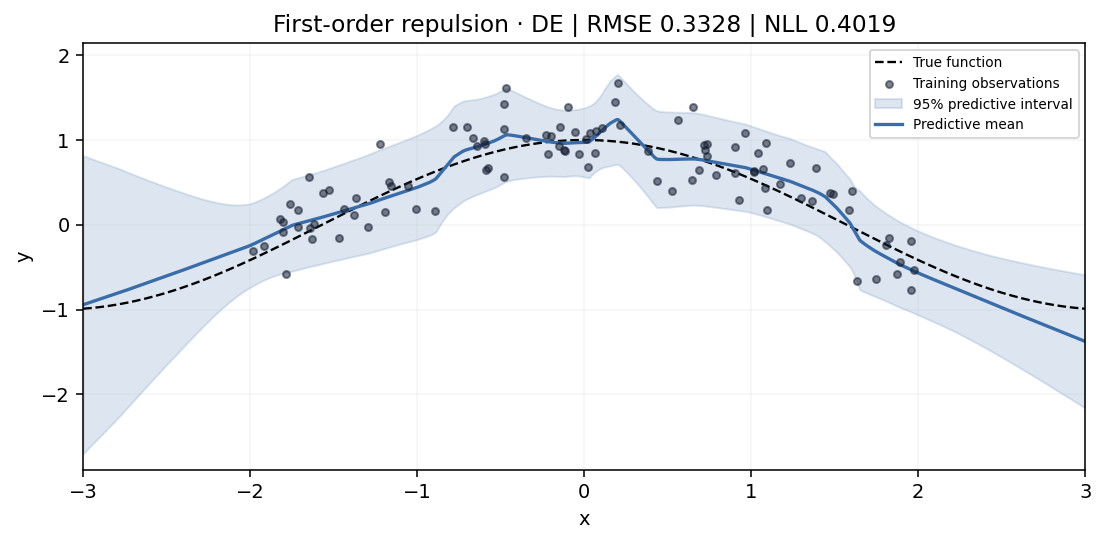 First-order repulsion · DE | RMSE 0.3328 | NLL 0.4019
True function
Training observations
95% predictive interval
Predictive mean
y
2
1
0
−1
−2
−3
−2
−1
0
1
2
3
x